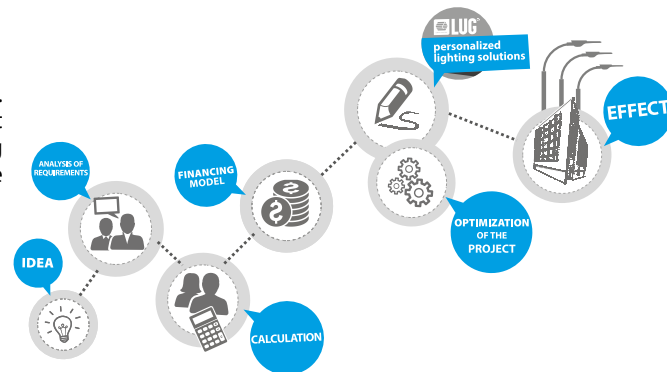 LUG
personalized
lighting solutions
EFFECT
ANALYSIS OF
REQUIREMENTS
FINANCING
MODEL
OPTIMIZATION
OF THE
PROJECT
IDEA
CALCULATION